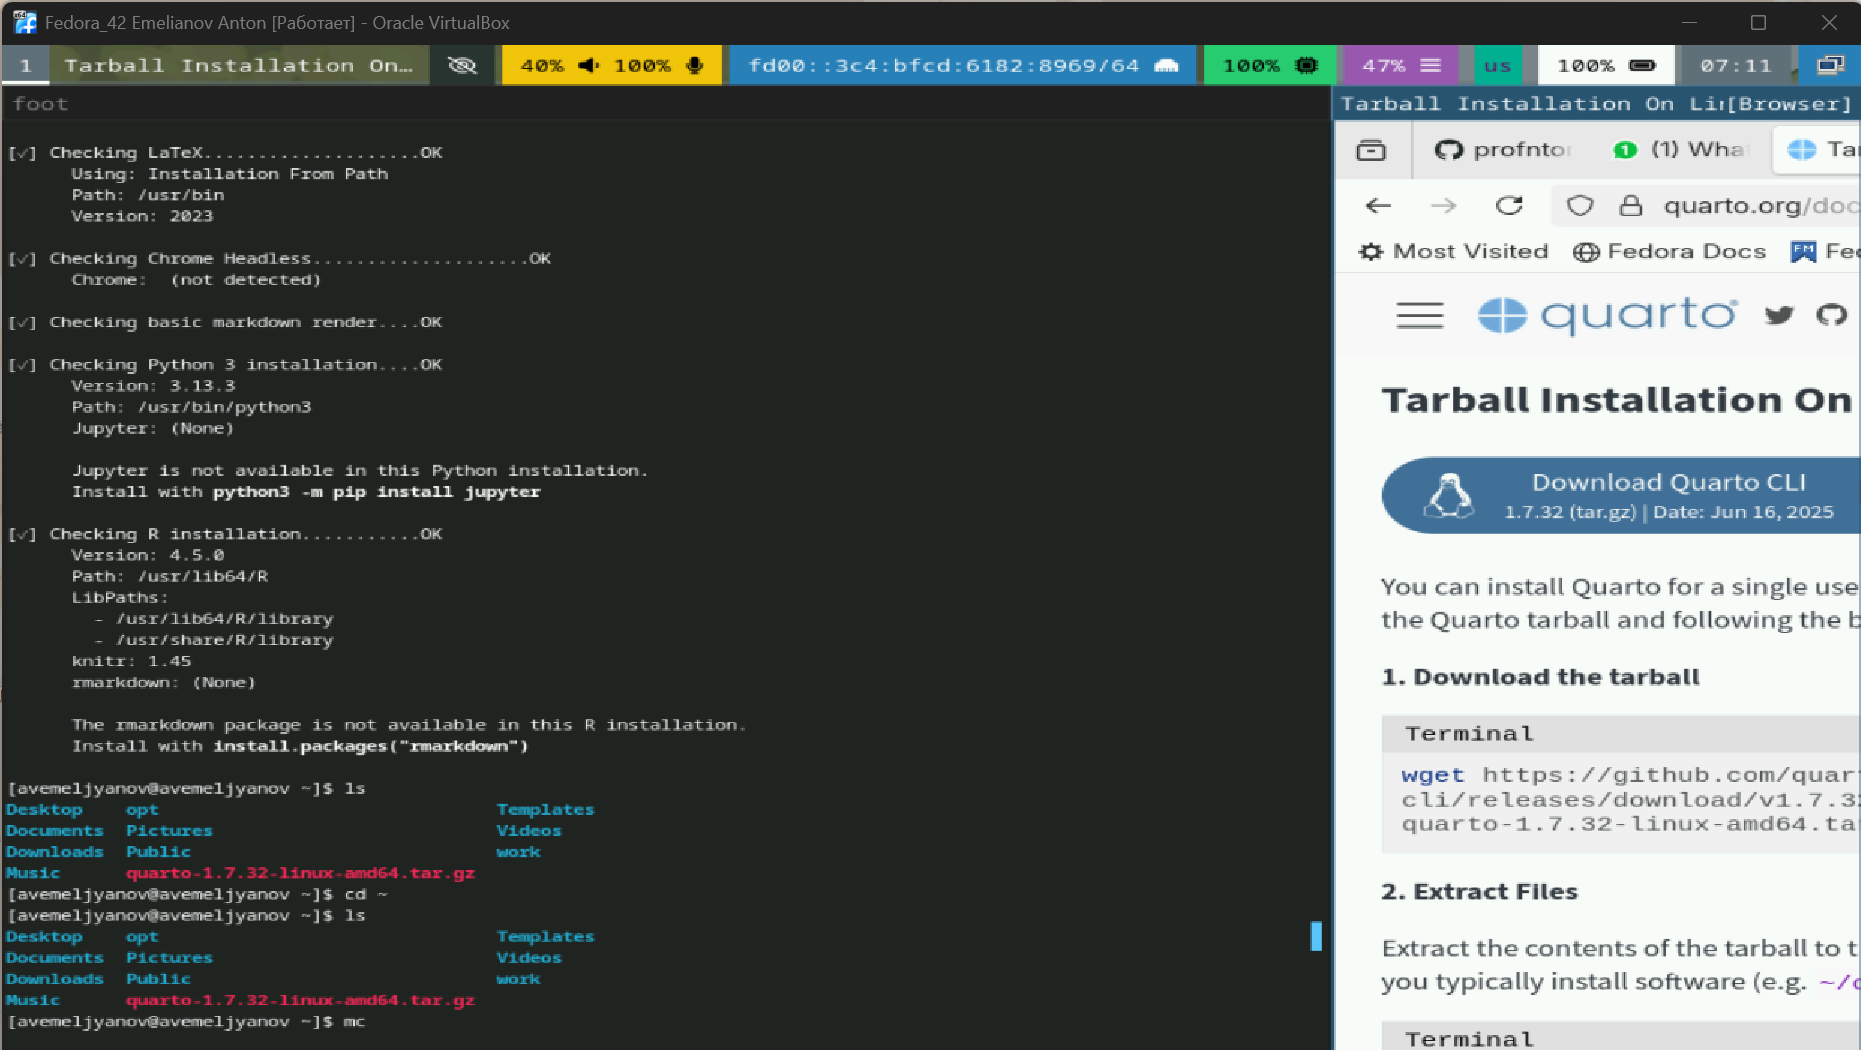 Fedora_42 Emelianov Anton [Работает] - Oracle VirtualBox
1 Tarball Installation On… 40% 100% fd00::3c4:bfcd:6182:8969/64 100% 47% us 100% 07:11
foot
[✓] Checking LaTeX....................OK
Using: Installation From Path
Path: /usr/bin
Version: 2023
[✓] Checking Chrome Headless....................OK
Chrome:  (not detected)
[✓] Checking basic markdown render....OK
[✓] Checking Python 3 installation....OK
Version: 3.13.3
Path: /usr/bin/python3
Jupyter: (None)
Jupyter is not available in this Python installation.
Install with python3 -m pip install jupyter
[✓] Checking R installation...........OK
Version: 4.5.0
Path: /usr/lib64/R
LibPaths:
- /usr/lib64/R/library
- /usr/share/R/library
knitr: 1.45
rmarkdown: (None)
The rmarkdown package is not available in this R installation.
Install with install.packages("rmarkdown")
[avemeljyanov@avemeljyanov ~]$ ls
Desktop opt Templates
Documents Pictures Videos
Downloads Public work
Music quarto-1.7.32-linux-amd64.tar.gz
[avemeljyanov@avemeljyanov ~]$ cd ~
[avemeljyanov@avemeljyanov ~]$ ls
Desktop opt Templates
Documents Pictures Videos
Downloads Public work
Music quarto-1.7.32-linux-amd64.tar.gz
[avemeljyanov@avemeljyanov ~]$ mc
Tarball Installation On Li [Browser]
profnto 1 (1) Wha Ta
quarto.org/doc
Most Visited Fedora Docs FM Fe
quarto
Tarball Installation On
Download Quarto CLI
1.7.32 (tar.gz) | Date: Jun 16, 2025
You can install Quarto for a single use
the Quarto tarball and following the b
1. Download the tarball
Terminal
wget https://github.com/quar
cli/releases/download/v1.7.3
quarto-1.7.32-linux-amd64.ta
2. Extract Files
Extract the contents of the tarball to t
you typically install software (e.g. ~/
Terminal